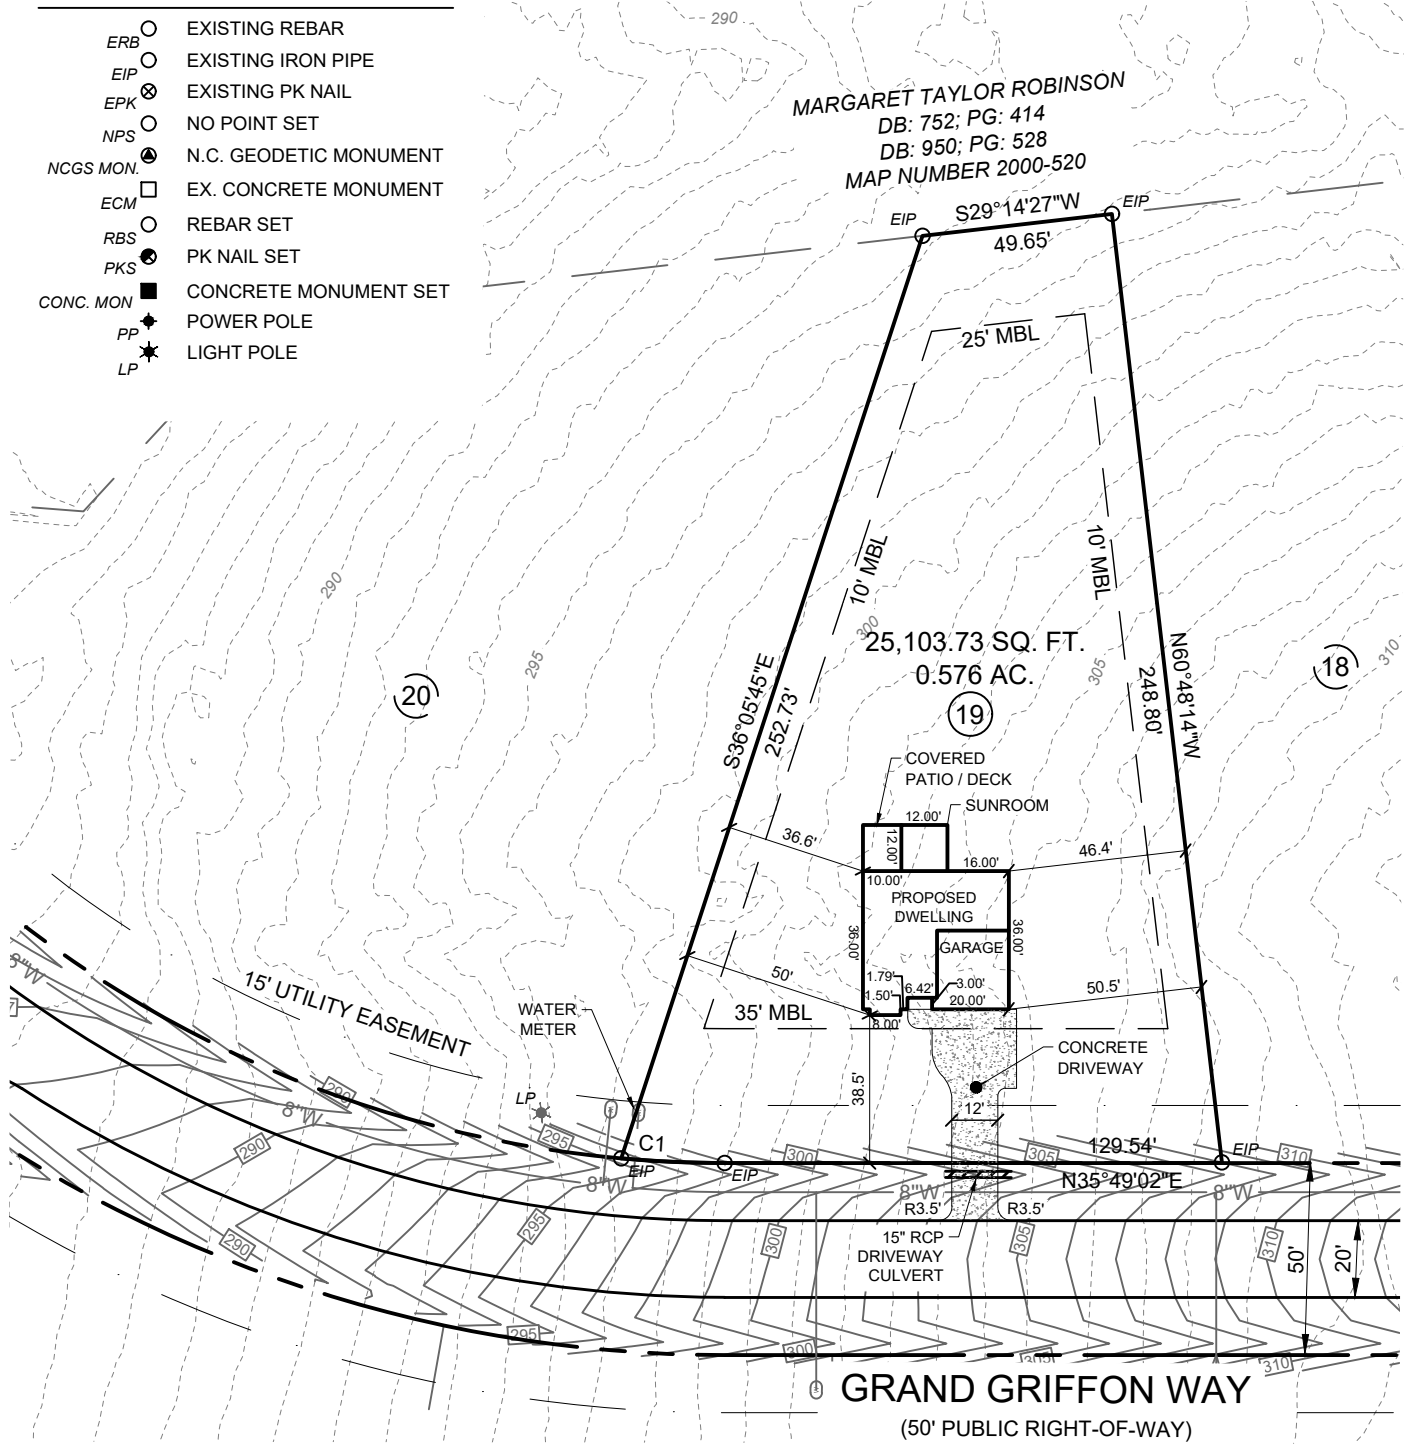 ERB EXISTING REBAR
EIP EXISTING IRON PIPE
EPK EXISTING PK NAIL
NPS NO POINT SET
NCGS MON. N.C. GEODETIC MONUMENT
ECM EX. CONCRETE MONUMENT
RBS REBAR SET
PKS PK NAIL SET
CONC. MON CONCRETE MONUMENT SET
PP POWER POLE
LP LIGHT POLE
290
MARGARET TAYLOR ROBINSON
DB: 752; PG: 414
DB: 950; PG: 528
MAP NUMBER 2000-520
EIP
S29°14'27"W
EIP
49.65'
25' MBL
10' MBL
10' MBL
290
295
300
305
310
25,103.73 SQ. FT.
0.576 AC.
19
20
18
S36°05'45"E
252.73'
N60°48'14"W
248.80'
COVERED
PATIO / DECK
SUNROOM
12.00'
12.00'
36.6'
46.4'
16.00'
10.00'
PROPOSED
DWELLING
36.00'
36.00'
GARAGE
1.79'
6.42'
3.00'
1.50'
20.00'
8.00'
50'
50.5'
35' MBL
8"W
15' UTILITY EASEMENT
WATER
METER
CONCRETE
DRIVEWAY
38.5'
12'
LP
290
8"W
290
295
C1
EIP
EIP
300
305
129.54'
310
EIP
8"W
8"W
N35°49'02"E
8"W
R3.5'
R3.5'
15" RCP
DRIVEWAY
CULVERT
290
295
300
305
310
50'
20'
295
300
305
310
GRAND GRIFFON WAY
(50' PUBLIC RIGHT-OF-WAY)